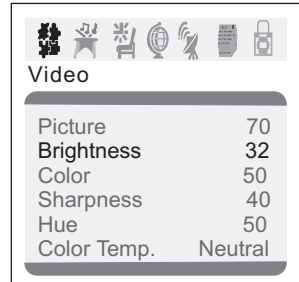 Video
Picture 70
Brightness 32
Color 50
Sharpness 40
Hue 50
Color Temp. Neutral